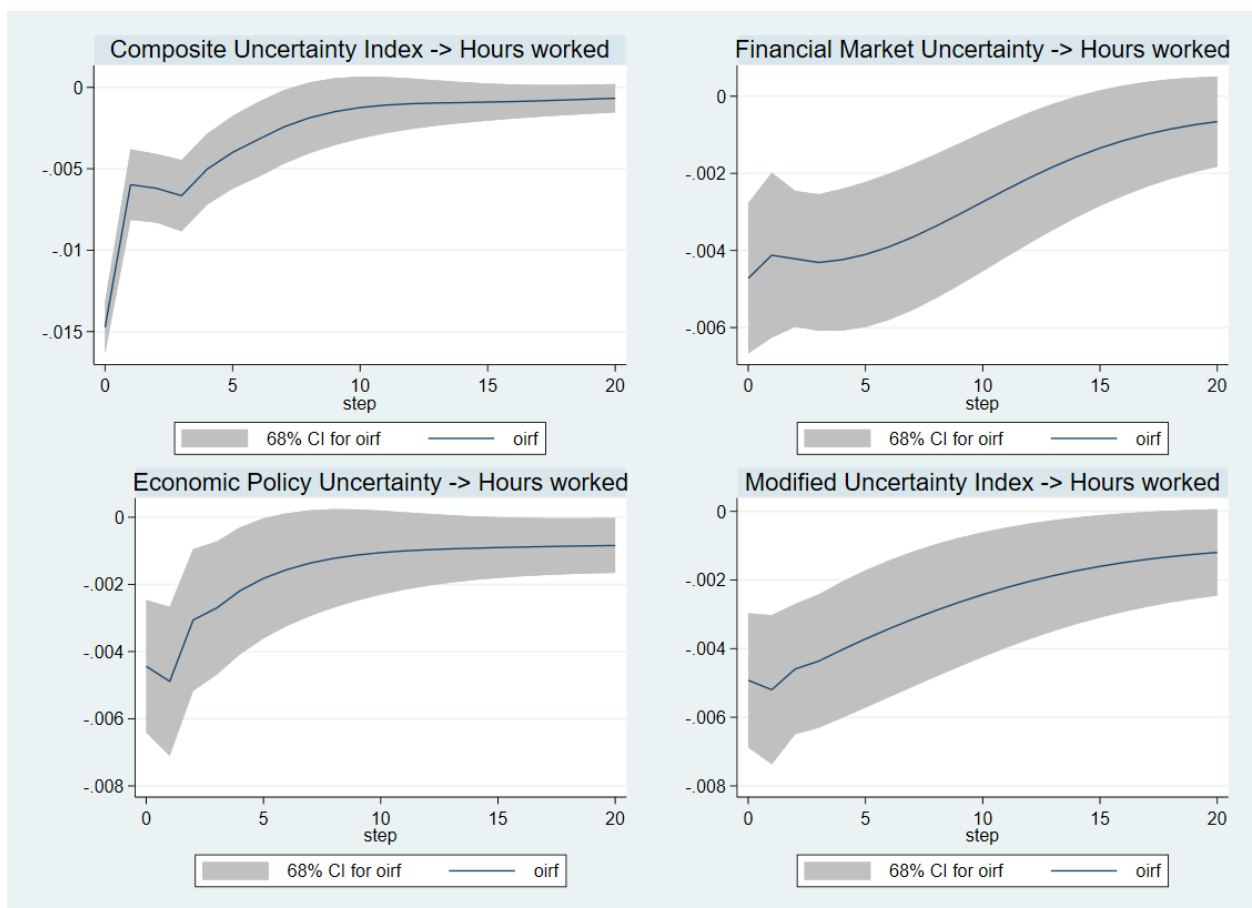 Composite Uncertainty Index -> Hours worked
0
-.005
-.01
-.015
0 5 10 15 20
step
68% CI for oirf oirf
Financial Market Uncertainty -> Hours worked
0
-.002
-.004
-.006
0 5 10 15 20
step
68% CI for oirf oirf
Economic Policy Uncertainty -> Hours worked
0
-.002
-.004
-.006
-.008
0 5 10 15 20
step
68% CI for oirf oirf
Modified Uncertainty Index -> Hours worked
0
-.002
-.004
-.006
-.008
0 5 10 15 20
step
68% CI for oirf oirf